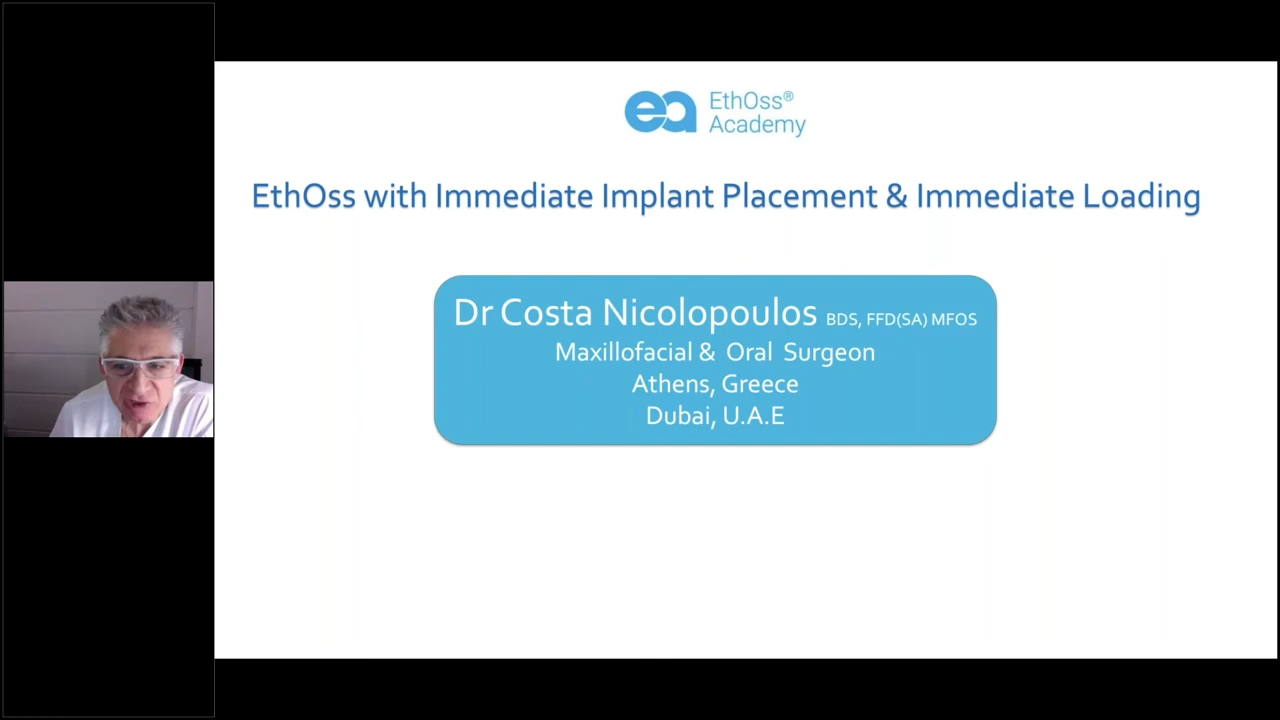 ea EthOss®
Academy
EthOss with Immediate Implant Placement & Immediate Loading
Dr Costa Nicolopoulos BDS, FFD(SA) MFOS
Maxillofacial & Oral Surgeon
Athens, Greece
Dubai, U.A.E